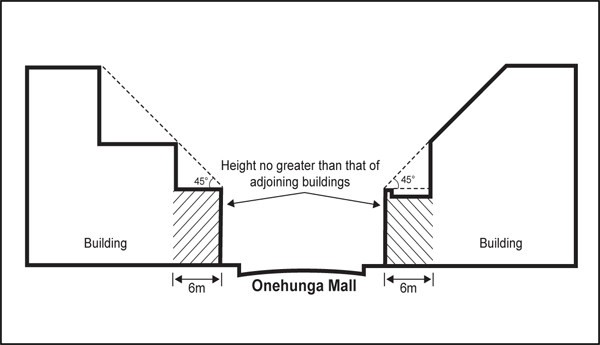 45°
Height no greater than that of
adjoining buildings
45°
Building
Building
6m
Onehunga Mall
6m